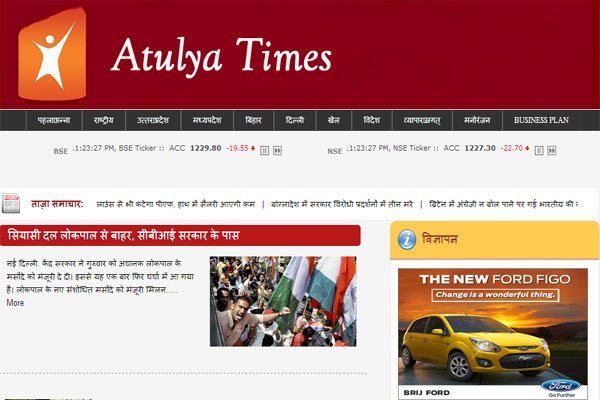 Atulya Times
पहलापन्ना
राष्ट्रीय
उत्तरप्रदेश
मध्यप्रदेश
बिहार
दिल्ली
खेल
विदेश
व्यापारजगत्
मनोरंजन
BUSINESS PLAN
BSE :1:23:27 PM, BSE Ticker :: ACC 1229.80 -19.55
NSE :1:23:27 PM, NSE Ticker :: ACC 1227.30 -22.70
ताज़ा समाचार: लाउंस से भी कटेगा पीएफ, हाथ में सैलरी आएगी कम | बांग्लादेश में सरकार विरोधी प्रदर्शनों में तीन मरे | ब्रिटेन में अंग्रेजी न बोल पाने पर गई भारतीय की
सियासी दल लोकपाल से बाहर, सीबीआई सरकार के पास
नई दिल्ली. केंद्र सरकार ने गुरुवार को अचानक लोकपाल के
मसौदे को मंजूरी दे दी। इससे यह एक बार फिर चर्चा में आ गया
है। लोकपाल के नए संशोधित मसौदे को मंजूरी मिलन.....
More
विज्ञापन
THE NEW FORD FIGO
Change is a wonderful thing.
BRIJ FORD
Ford
Go Further